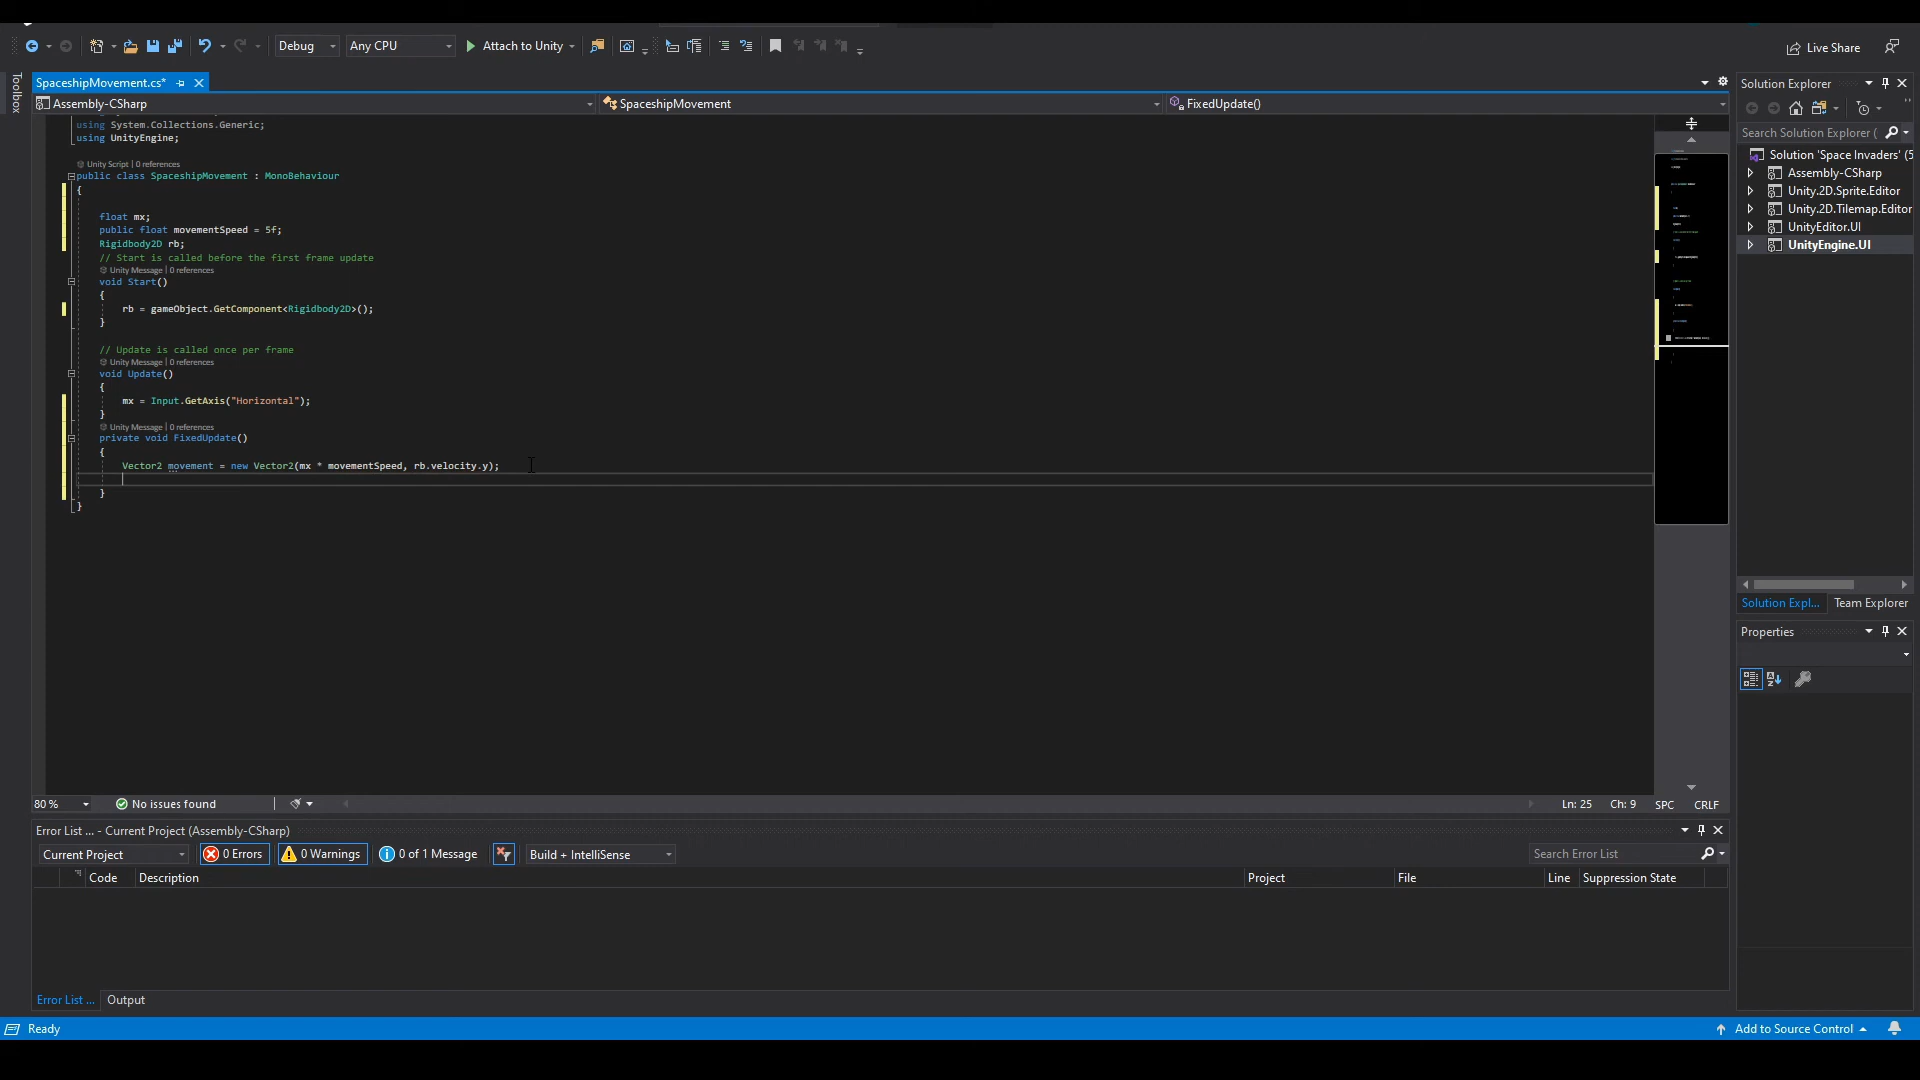 Debug
Any CPU
Attach to Unity
Live Share
Toolbox
SpaceshipMovement.cs*
Assembly-CSharp
SpaceshipMovement
FixedUpdate()
using System.Collections.Generic;
using UnityEngine;
Unity Script | 0 references
public class SpaceshipMovement : MonoBehaviour
{
float mx;
public float movementSpeed = 5f;
Rigidbody2D rb;
// Start is called before the first frame update
Unity Message | 0 references
void Start()
{
rb = gameObject.GetComponent<Rigidbody2D>();
}
// Update is called once per frame
Unity Message | 0 references
void Update()
{
mx = Input.GetAxis("Horizontal");
}
Unity Message | 0 references
private void FixedUpdate()
{
Vector2 movement = new Vector2(mx * movementSpeed, rb.velocity.y);
}
}
80 %
No issues found
Ln: 25
Ch: 9
SPC
CRLF
Error List ... - Current Project (Assembly-CSharp)
Current Project
0 Errors
0 Warnings
0 of 1 Message
Build + IntelliSense
Search Error List
Code
Description
Project
File
Line
Suppression State
Error List ...
Output
Solution Explorer
Search Solution Explorer (
Solution 'Space Invaders' (5
Assembly-CSharp
Unity.2D.Sprite.Editor
Unity.2D.Tilemap.Editor
UnityEditor.UI
UnityEngine.UI
Solution Expl...
Team Explorer
Properties
Ready
Add to Source Control